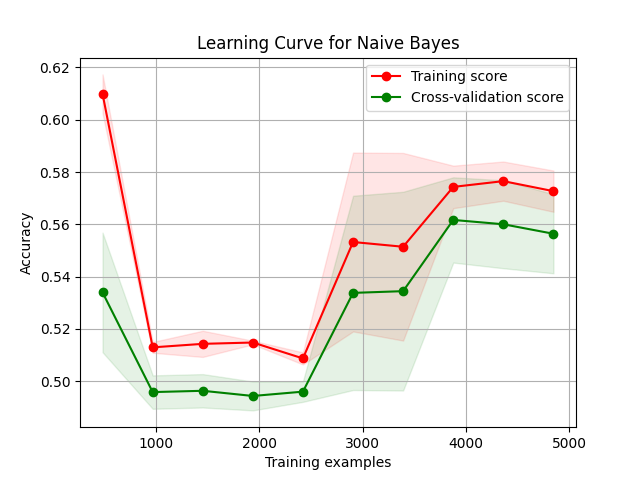 Learning Curve for Naive Bayes
Training score
Cross-validation score
Accuracy
0.62
0.60
0.58
0.56
0.54
0.52
0.50
1000 2000 3000 4000 5000
Training examples